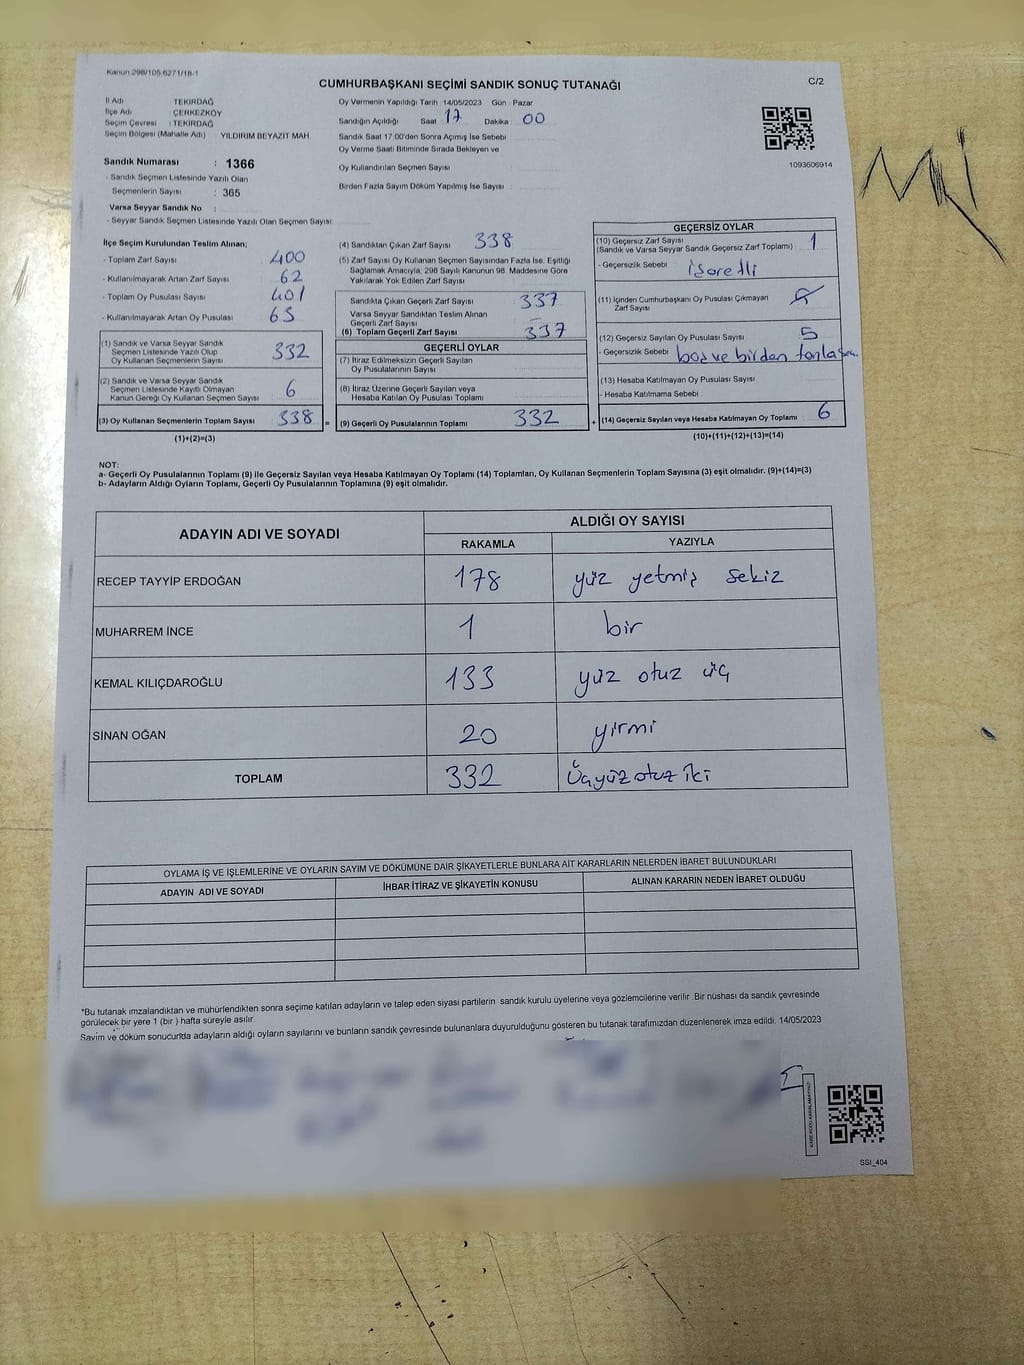 Kanun 298/105,6271/18-1
CUMHURBAŞKANI SEÇİMİ SANDIK SONUÇ TUTANAĞI
C/2
İl Adı TEKİRDAĞ
İlçe Adı ÇERKEZKÖY
Seçim Çevresi : TEKİRDAĞ
Seçim Bölgesi (Mahalle Adı) YILDIRIM BEYAZIT MAH.
Sandık Numarası : 1366
- Sandık Seçmen Listesinde Yazılı Olan
Seçmenlerin Sayısı : 365
Varsa Seyyar Sandık No :
- Seyyar Sandık Seçmen Listesinde Yazılı Olan Seçmen Sayısı:
Oy Vermenin Yapıldığı Tarih 14/05/2023 Gün : Pazar
Sandığın Açıldığı Saat 17 Dakika : 00
Sandık Saat 17:00'den Sonra Açımış İse Sebebi
Oy Verme Saati Bitiminde Sırada Bekleyen ve
Oy Kullandırılan Seçmen Sayısı
Birden Fazla Sayım Döküm Yapılmış İse Sayısı :
1093606914
Mİ
İlçe Seçim Kurulundan Teslim Alınan;
- Toplam Zarf Sayısı : 400
- Kullanılmayarak Artan Zarf Sayısı : 62
- Toplam Oy Pusulası Sayısı : 401
- Kullanılmayarak Artan Oy Pusulası : 63
(1) Sandık ve Varsa Seyyar Sandık
Seçmen Listesinde Yazılı Olup
Oy Kullanan Seçmenlerin Sayısı 332
(2) Sandık ve Varsa Seyyar Sandık
Seçmen Listesinde Kayıtlı Olmayan
Kanun Gereği Oy Kullanan Seçmen Sayısı 6
(3) Oy Kullanan Seçmenlerin Toplam Sayısı 338
(1)+(2)=(3)
(4) Sandıktan Çıkan Zarf Sayısı 338
(5) Zarf Sayısı Oy Kullanan Seçmen Sayısından Fazla İse, Eşitliği
Sağlamak Amacıyla, 298 Sayılı Kanunun 98. Maddesine Göre
Yakılarak Yok Edilen Zarf Sayısı
Sandıkta Çıkan Geçerli Zarf Sayısı 337
Varsa Seyyar Sandıktan Teslim Alınan
Geçerli Zarf Sayısı
(6) Toplam Geçerli Zarf Sayısı 337
GEÇERLİ OYLAR
(7) İtiraz Edilmeksizin Geçerli Sayılan
Oy Pusulalarının Sayısı
(8) İtiraz Üzerine Geçerli Sayılan veya
Hesaba Katılan Oy Pusulası Toplamı
= (9) Geçerli Oy Pusulalarının Toplamı 332
GEÇERSİZ OYLAR
(10) Geçersiz Zarf Sayısı 1
(Sandık ve Varsa Seyyar Sandık Geçersiz Zarf Toplamı) :
- Geçersizlik Sebebi : işaretli
(11) İçinden Cumhurbaşkanı Oy Pusulası Çıkmayan
Zarf Sayısı
(12) Geçersiz Sayılan Oy Pusulası Sayısı : 5
- Geçersizlik Sebebi : boş ve birden
(13) Hesaba Katılmayan Oy Pusulası Sayısı
- Hesaba Katılmama Sebebi
+ (14) Geçersiz Sayılan veya Hesaba Katılmayan Oy Toplamı : 6
(10)+(11)+(12)+(13)=(14)
NOT:
a- Geçerli Oy Pusulalarının Toplamı (9) ile Geçersiz Sayılan veya Hesaba Katılmayan Oy Toplamı (14) Toplamları, Oy Kullanan Seçmenlerin Toplam Sayısına (3) eşit olmalıdır. (9)+(14)=(3)
b- Adayların Aldığı Oyların Toplamı, Geçerli Oy Pusulalarının Toplamına (9) eşit olmalıdır.
ADAYIN ADI VE SOYADI ALDIĞI OY SAYISI
RAKAMLA YAZIYLA
RECEP TAYYİP ERDOĞAN 178 yüz yetmiş sekiz
MUHARREM İNCE 1 bir
KEMAL KILIÇDAROĞLU 133 yüz otuz üç
SİNAN OĞAN 20 yirmi
TOPLAM 332 Üçyüz otuz iki
OYLAMA İŞ VE İŞLEMLERİNE VE OYLARIN SAYIM VE DÖKÜMÜNE DAİR ŞİKAYETLERLE BUNLARA AİT KARARLARIN NELERDEN İBARET BULUNDUKLARI
ADAYIN ADI VE SOYADI İHBAR İTİRAZ VE ŞİKAYETİN KONUSU ALINAN KARARIN NEDEN İBARET OLDUĞU
*Bu tutanak imzalandıktan ve mühürlendikten sonra seçime katılan adayların ve talep eden siyasi partilerin sandık kurulu üyelerine veya gözlemcilerine verilir. Bir nüshası da sandık çevresinde
görülecek bir yere 1 (bir ) hafta süreyle asılır.
Sayım ve döküm sonucunda adayların aldığı oyların sayılarını ve bunların sandık çevresinde bulunanlara duyurulduğunu gösteren bu tutanak tarafımızdan düzenlenerek imza edildi. 14/05/2023
SSI_404